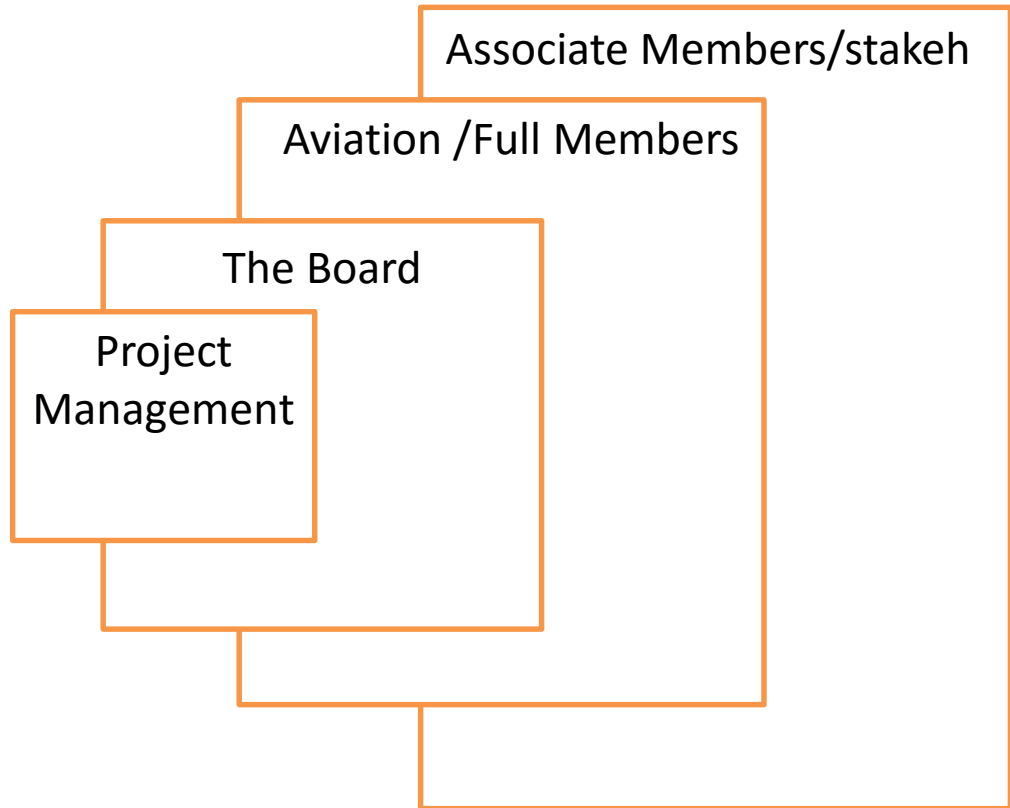 Associate Members/stakeh
Aviation /Full Members
The Board
Project
Management